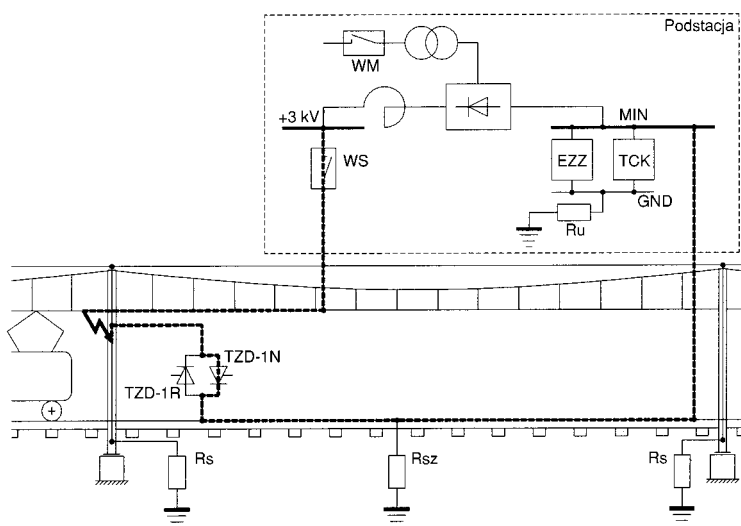 Podstacja
WM
+3 kV
MIN
WS
EZZ
TCK
GND
Ru
TZD-1N
TZD-1R
Rs
Rsz
Rs